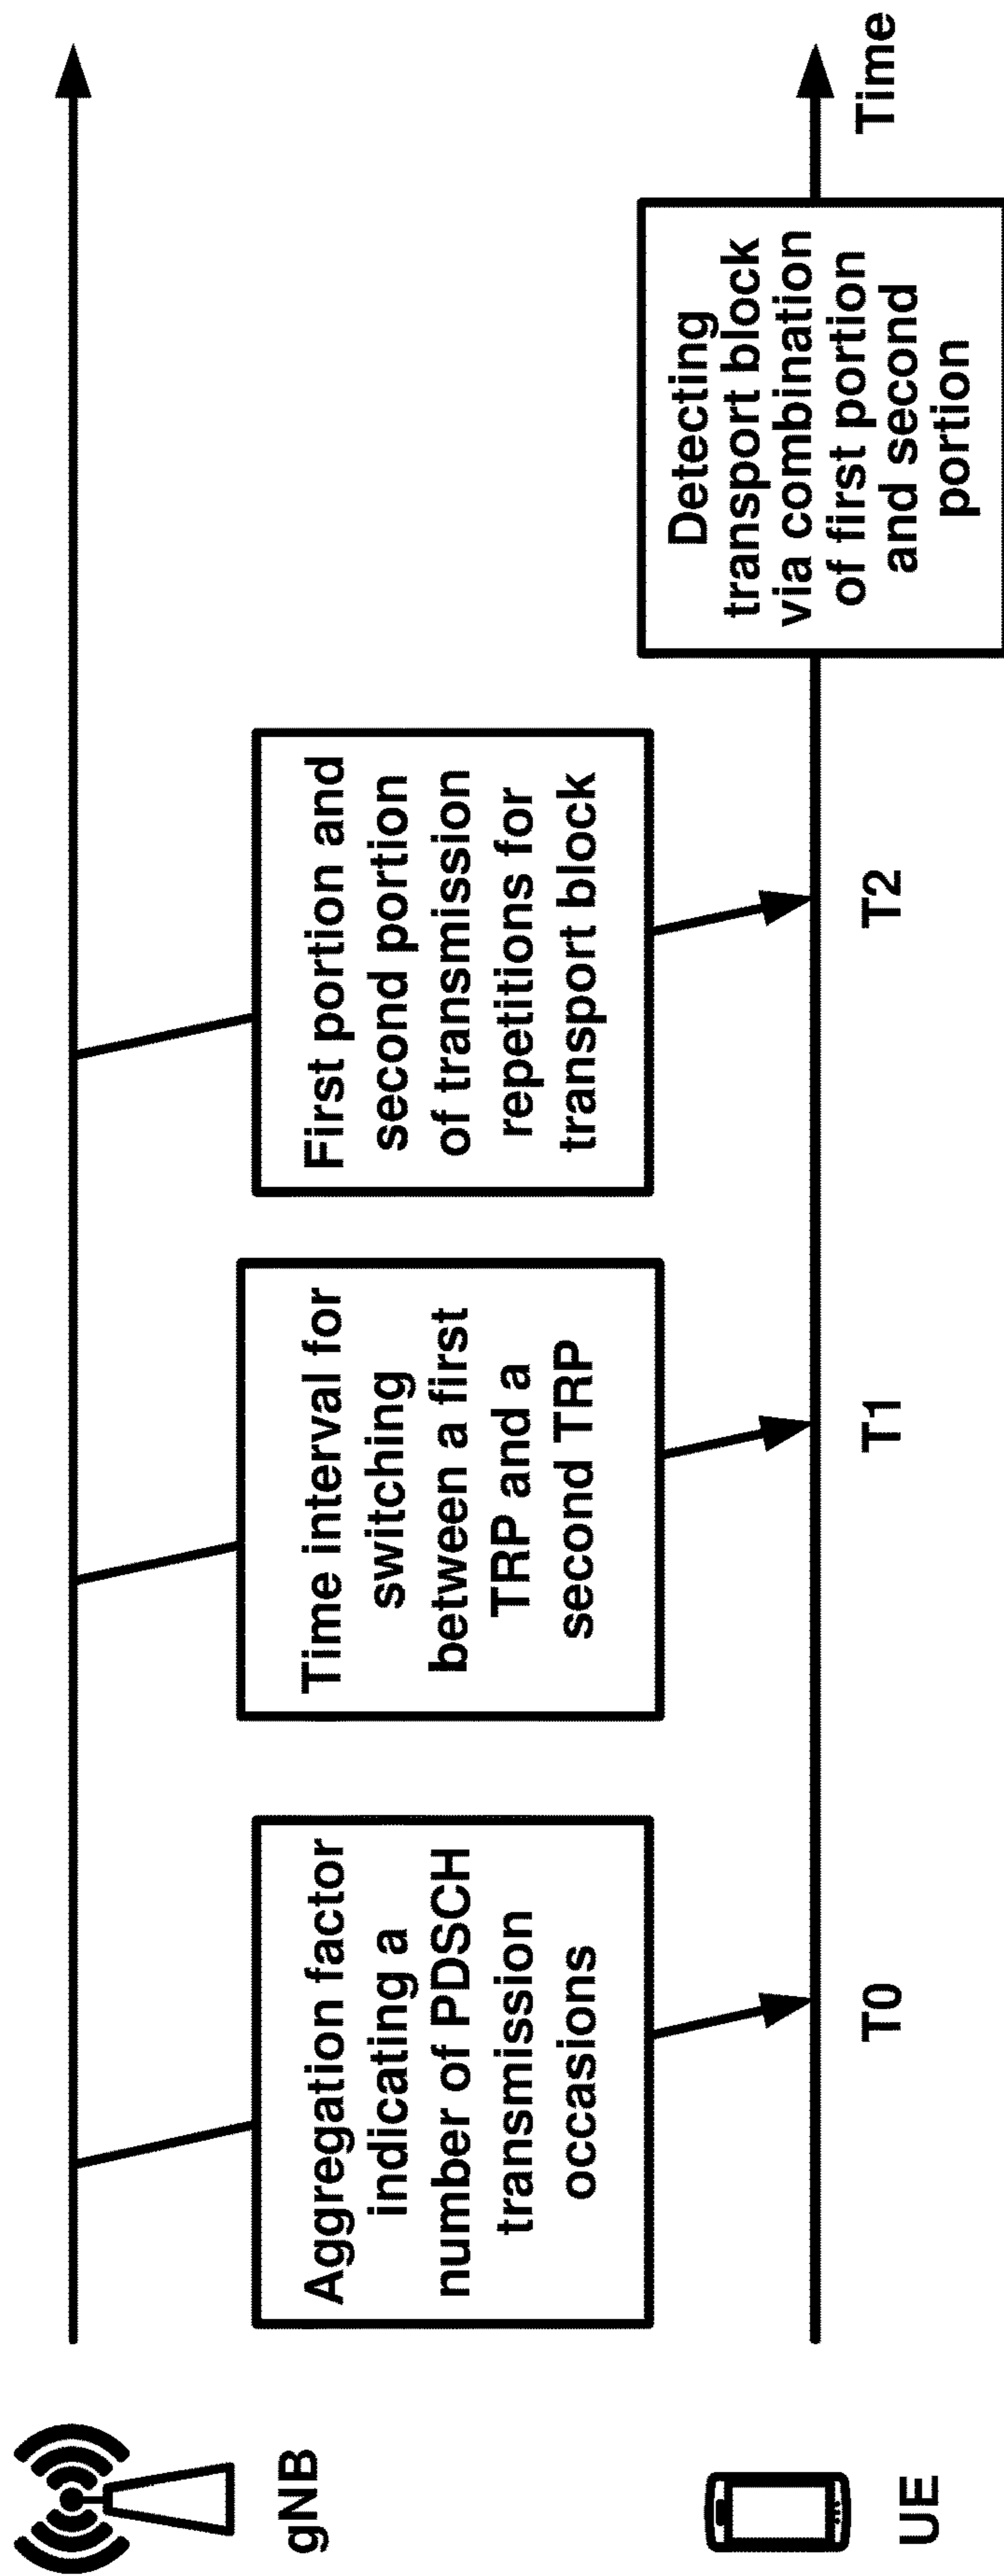 gNB
Aggregation factor
indicating a
number of PDSCH
transmission
occasions
Time interval for
switching
between a first
TRP and a
second TRP
First portion and
second portion
of transmission
repetitions for
transport block
Detecting
transport block
via combination
of first portion
and second
portion
UE
T0
T1
T2
Time